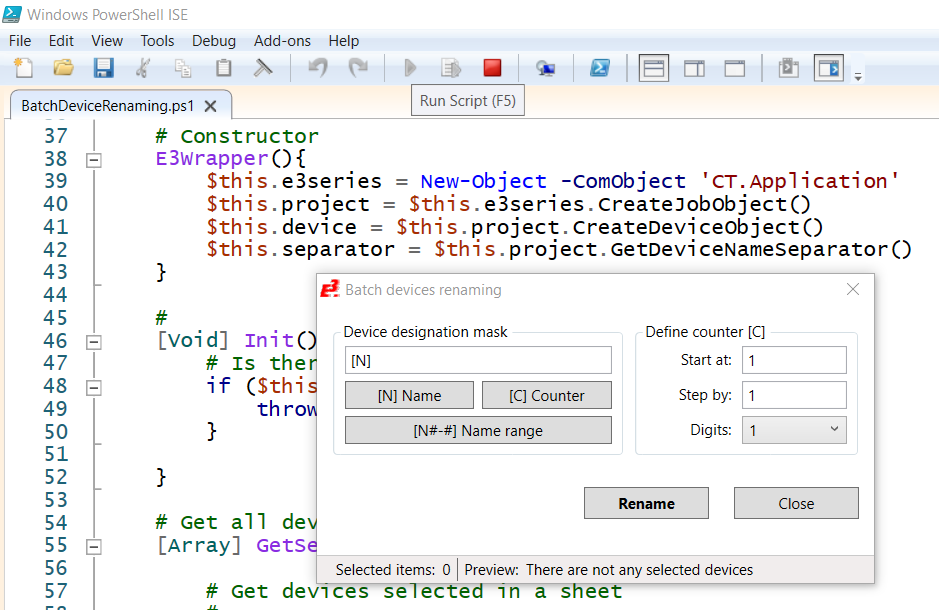 Windows PowerShell ISE
File Edit View Tools Debug Add-ons Help
Run Script (F5)
BatchDeviceRenaming.ps1
37 # Constructor
38 E3Wrapper(){
39 $this.e3series = New-Object -ComObject 'CT.Application'
40 $this.project = $this.e3series.CreateJobObject()
41 $this.device = $this.project.CreateDeviceObject()
42 $this.separator = $this.project.GetDeviceNameSeparator()
43 }
44
45 #
46 [Void] Init()
47 # Is ther
48 if ($this
49 throw
50 }
51
52 }
53
54 # Get all dev
55 [Array] GetSe
56
57 # Get devices selected in a sheet
E³ Batch devices renaming
Device designation mask
[N]
[N] Name [C] Counter
[N#-#] Name range
Define counter [C]
Start at: 1
Step by: 1
Digits: 1
Rename Close
Selected items: 0 Preview: There are not any selected devices